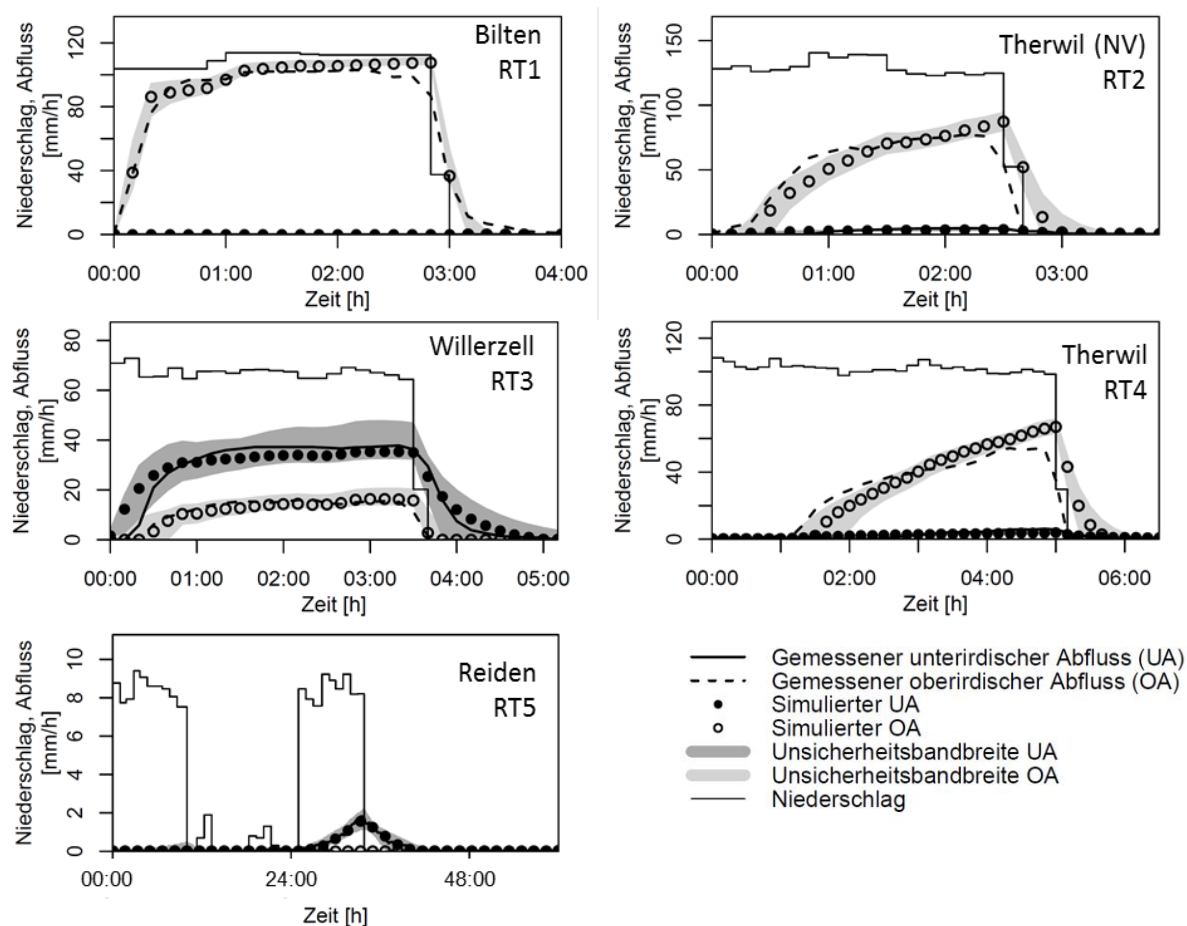 Niederschlag, Abfluss
[mm/h]
0
40
80
120
Bilten
RT1
00:00
01:00
02:00
03:00
04:00
Zeit [h]
Niederschlag, Abfluss
[mm/h]
0
50
100
150
Therwil (NV)
RT2
00:00
01:00
02:00
03:00
Zeit [h]
Niederschlag, Abfluss
[mm/h]
0
20
40
60
80
Willerzell
RT3
00:00
01:00
02:00
03:00
04:00
05:00
Zeit [h]
Niederschlag, Abfluss
[mm/h]
0
40
80
120
Therwil
RT4
00:00
02:00
04:00
06:00
Zeit [h]
Niederschlag, Abfluss
[mm/h]
0
2
4
6
8
10
Reiden
RT5
00:00
24:00
48:00
Zeit [h]
Gemessener unterirdischer Abfluss (UA)
Gemessener oberirdischer Abfluss (OA)
Simulierter UA
Simulierter OA
Unsicherheitsbandbreite UA
Unsicherheitsbandbreite OA
Niederschlag